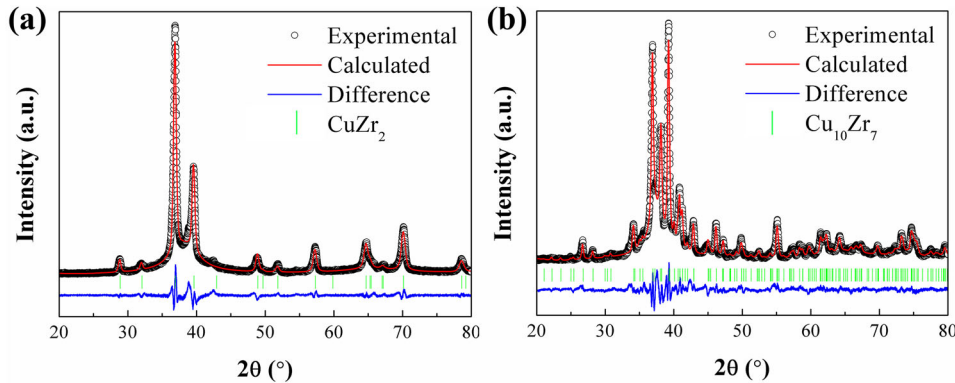 (a)
Experimental
Calculated
Difference
CuZr₂
Intensity (a.u.)
20 30 40 50 60 70 80
2θ (°)
(b)
Experimental
Calculated
Difference
Cu₁₀Zr₇
Intensity (a.u.)
20 30 40 50 60 70 80
2θ (°)